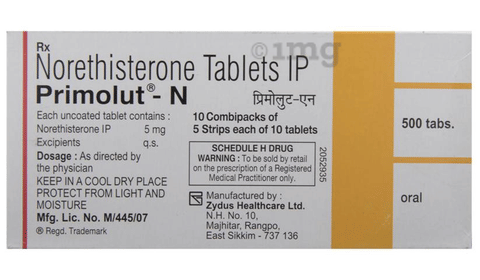 1mg
Rx
Norethisterone Tablets IP
Primolut®- N
प्रिमोलुट-एन
Each uncoated tablet contains :
Norethisterone IP 5 mg
Excipients q.s.
Dosage : As directed by
the physician
KEEP IN A COOL DRY PLACE
PROTECT FROM LIGHT AND
MOISTURE
Mfg. Lic. No. M/445/07
® Regd. Trademark
10 Combipacks of
5 Strips each of 10 tablets
SCHEDULE H DRUG
WARNING : To be sold by retail
on the prescription of a Registered
Medical Practitioner only.
2052935
Manufactured by :
Zydus Healthcare Ltd.
N.H. No. 10,
Majhitar, Rangpo,
East Sikkim - 737 136
500 tabs.
oral